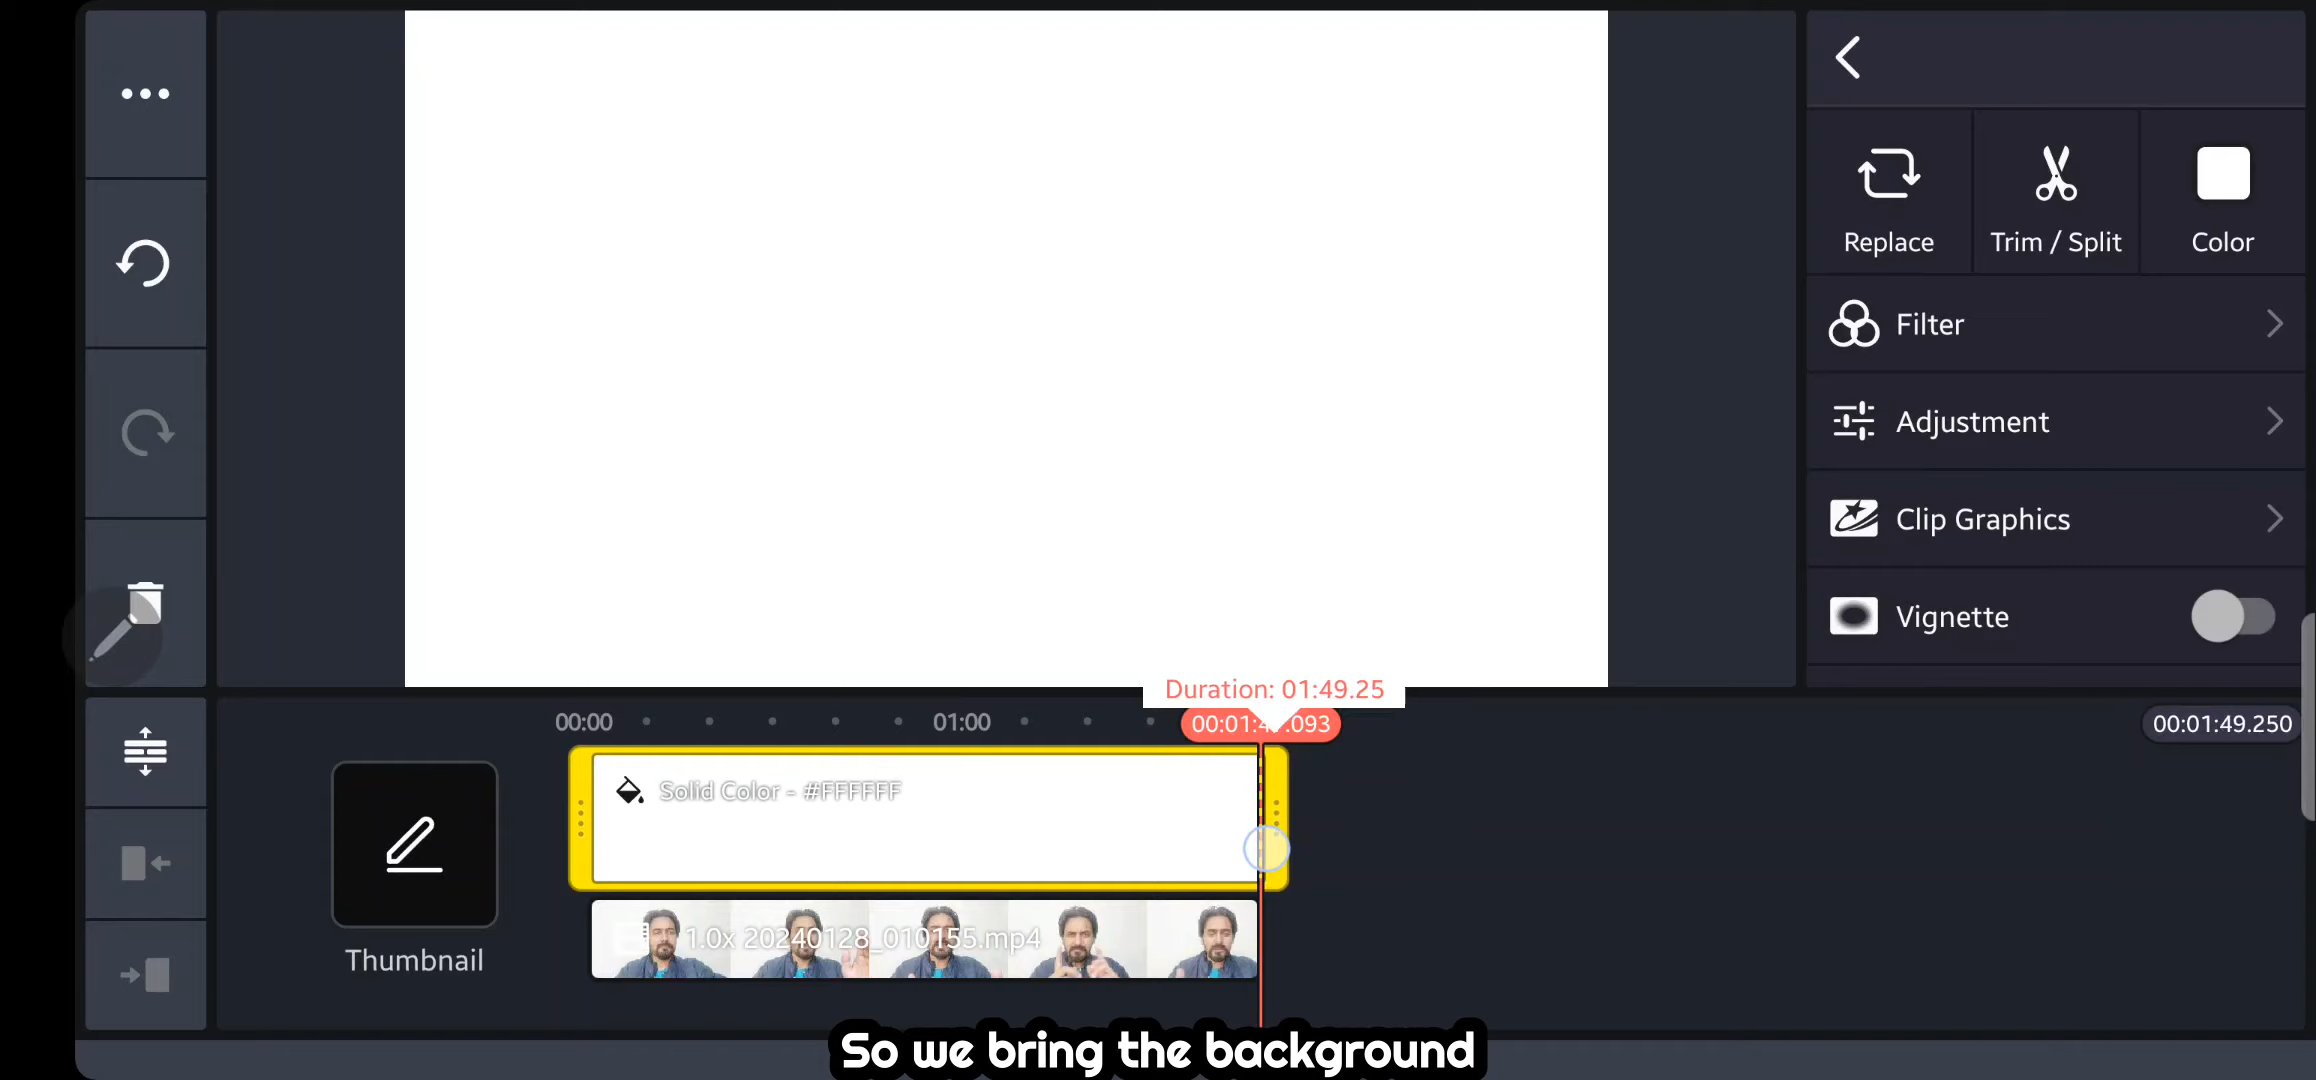 Replace
Trim / Split
Color
Filter
Adjustment
Clip Graphics
Vignette
Duration: 01:49.25
00:00
01:00
00:01:49.250
Solid Color - #FFFFFF
1.0x 20240128_010155.mp4
Thumbnail
So we bring the background